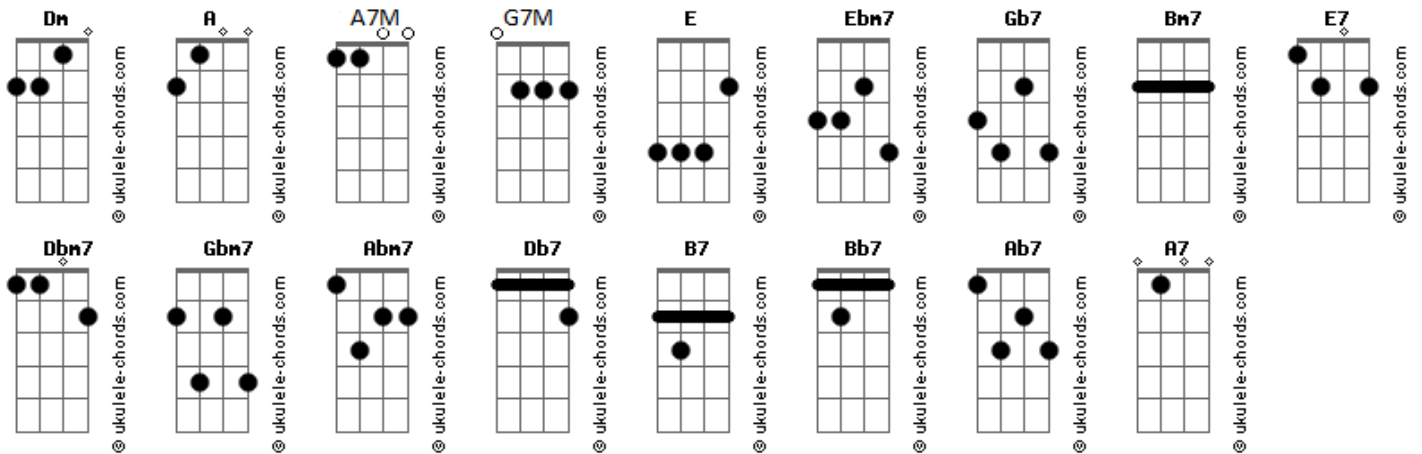 Dm A A7M G7M E Ebm7 Gb7 Bm7 E7
© ukulele-chords.com © ukulele-chords.com © ukulele-chords.com © ukulele-chords.com © ukulele-chords.com © ukulele-chords.com © ukulele-chords.com © ukulele-chords.com © ukulele-chords.com
Dbm7 Gbm7 Abm7 Db7 B7 Bb7 Ab7 A7
© ukulele-chords.com © ukulele-chords.com © ukulele-chords.com © ukulele-chords.com © ukulele-chords.com © ukulele-chords.com © ukulele-chords.com © ukulele-chords.com